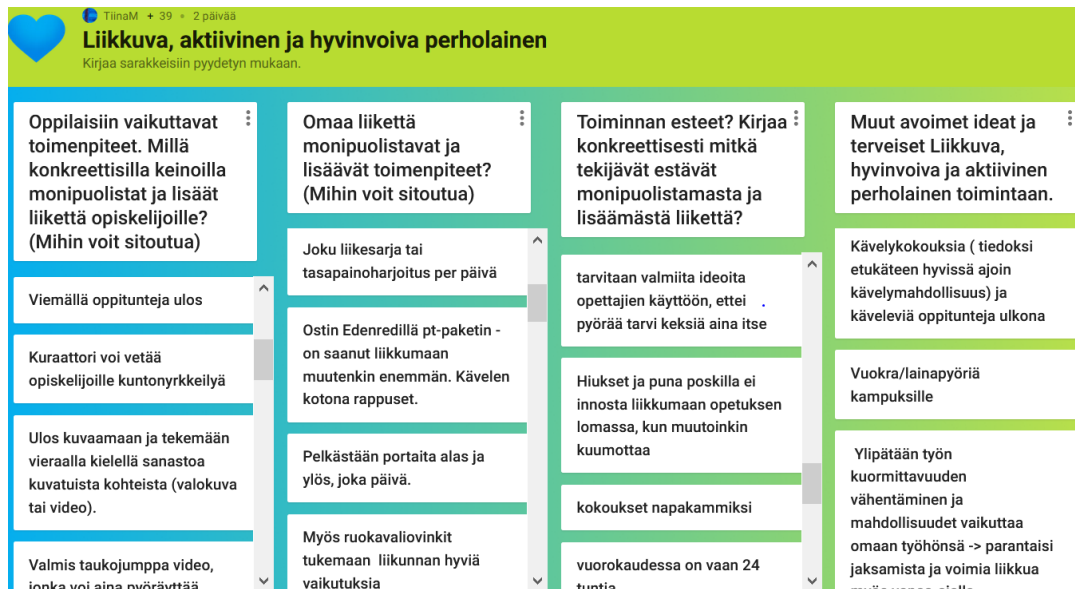 TiinaM + 39 • 2 päivää
Liikkuva, aktiivinen ja hyvinvoiva perholainen
Kirjaa sarakkeisiin pyydetyn mukaan.
Oppilaisiin vaikuttavat
toimenpiteet. Millä
konkreettisilla keinoilla
monipuolistat ja lisäät
liikettä opiskelijoille?
(Mihin voit sitoutua)
Viemällä oppitunteja ulos
Kuraattori voi vetää
opiskelijoille kuntonyrkkeilyä
Ulos kuvaamaan ja tekemään
vieraalla kielellä sanastoa
kuvatuista kohteista (valokuva
tai video).
Valmis taukojumppa video,
jonka voi aina pyöräyttää
Omaa liikettä
monipuolistavat ja
lisäävät toimenpiteet?
(Mihin voit sitoutua)
Joku liikesarja tai
tasapainoharjoitus per päivä
Ostin Edenredillä pt-paketin -
on saanut liikkumaan
muutenkin enemmän. Kävelen
kotona rappuset.
Pelkästään portaita alas ja
ylös, joka päivä.
Myös ruokavaliovinkit
tukemaan liikunnan hyviä
vaikutuksia
Toiminnan esteet? Kirjaa
konkreettisesti mitkä
tekijävät estävät
monipuolistamasta ja
lisäämästä liikettä?
tarvitaan valmiita ideoita
opettajien käyttöön, ettei .
pyörää tarvi keksiä aina itse
Hiukset ja puna poskilla ei
innosta liikkumaan opetuksen
lomassa, kun muutoinkin
kuumottaa
kokoukset napakammiksi
vuorokaudessa on vaan 24
tuntia
Muut avoimet ideat ja
terveiset Liikkuva,
hyvinvoiva ja aktiivinen
perholainen toimintaan.
Kävelykokouksia ( tiedoksi
etukäteen hyvissä ajoin
kävelymahdollisuus) ja
käveleviä oppitunteja ulkona
Vuokra/lainapyöriä
kampuksille
Ylipätään työn
kuormittavuuden
vähentäminen ja
mahdollisuudet vaikuttaa
omaan työhönsä -> parantaisi
jaksamista ja voimia liikkua